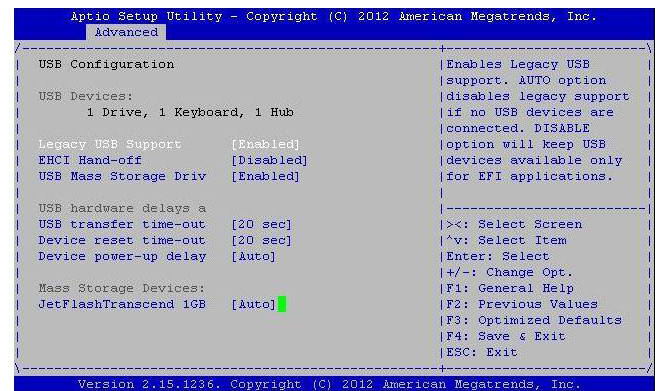 Aptio Setup Utility - Copyright (C) 2012 American Megatrends, Inc.
Advanced
USB Configuration
USB Devices:
1 Drive, 1 Keyboard, 1 Hub
Legacy USB Support [Enabled]
EHCI Hand-off [Disabled]
USB Mass Storage Driv [Enabled]
USB hardware delays a
USB transfer time-out [20 sec]
Device reset time-out [20 sec]
Device power-up delay [Auto]
Mass Storage Devices:
JetFlashTranscend 1GB [Auto]
Enables Legacy USB
support. AUTO option
disables legacy support
if no USB devices are
connected. DISABLE
option will keep USB
devices available only
for EFI applications.
><: Select Screen
^v: Select Item
Enter: Select
+/-: Change Opt.
F1: General Help
F2: Previous Values
F3: Optimized Defaults
F4: Save & Exit
ESC: Exit
Version 2.15.1236. Copyright (C) 2012 American Megatrends, Inc.